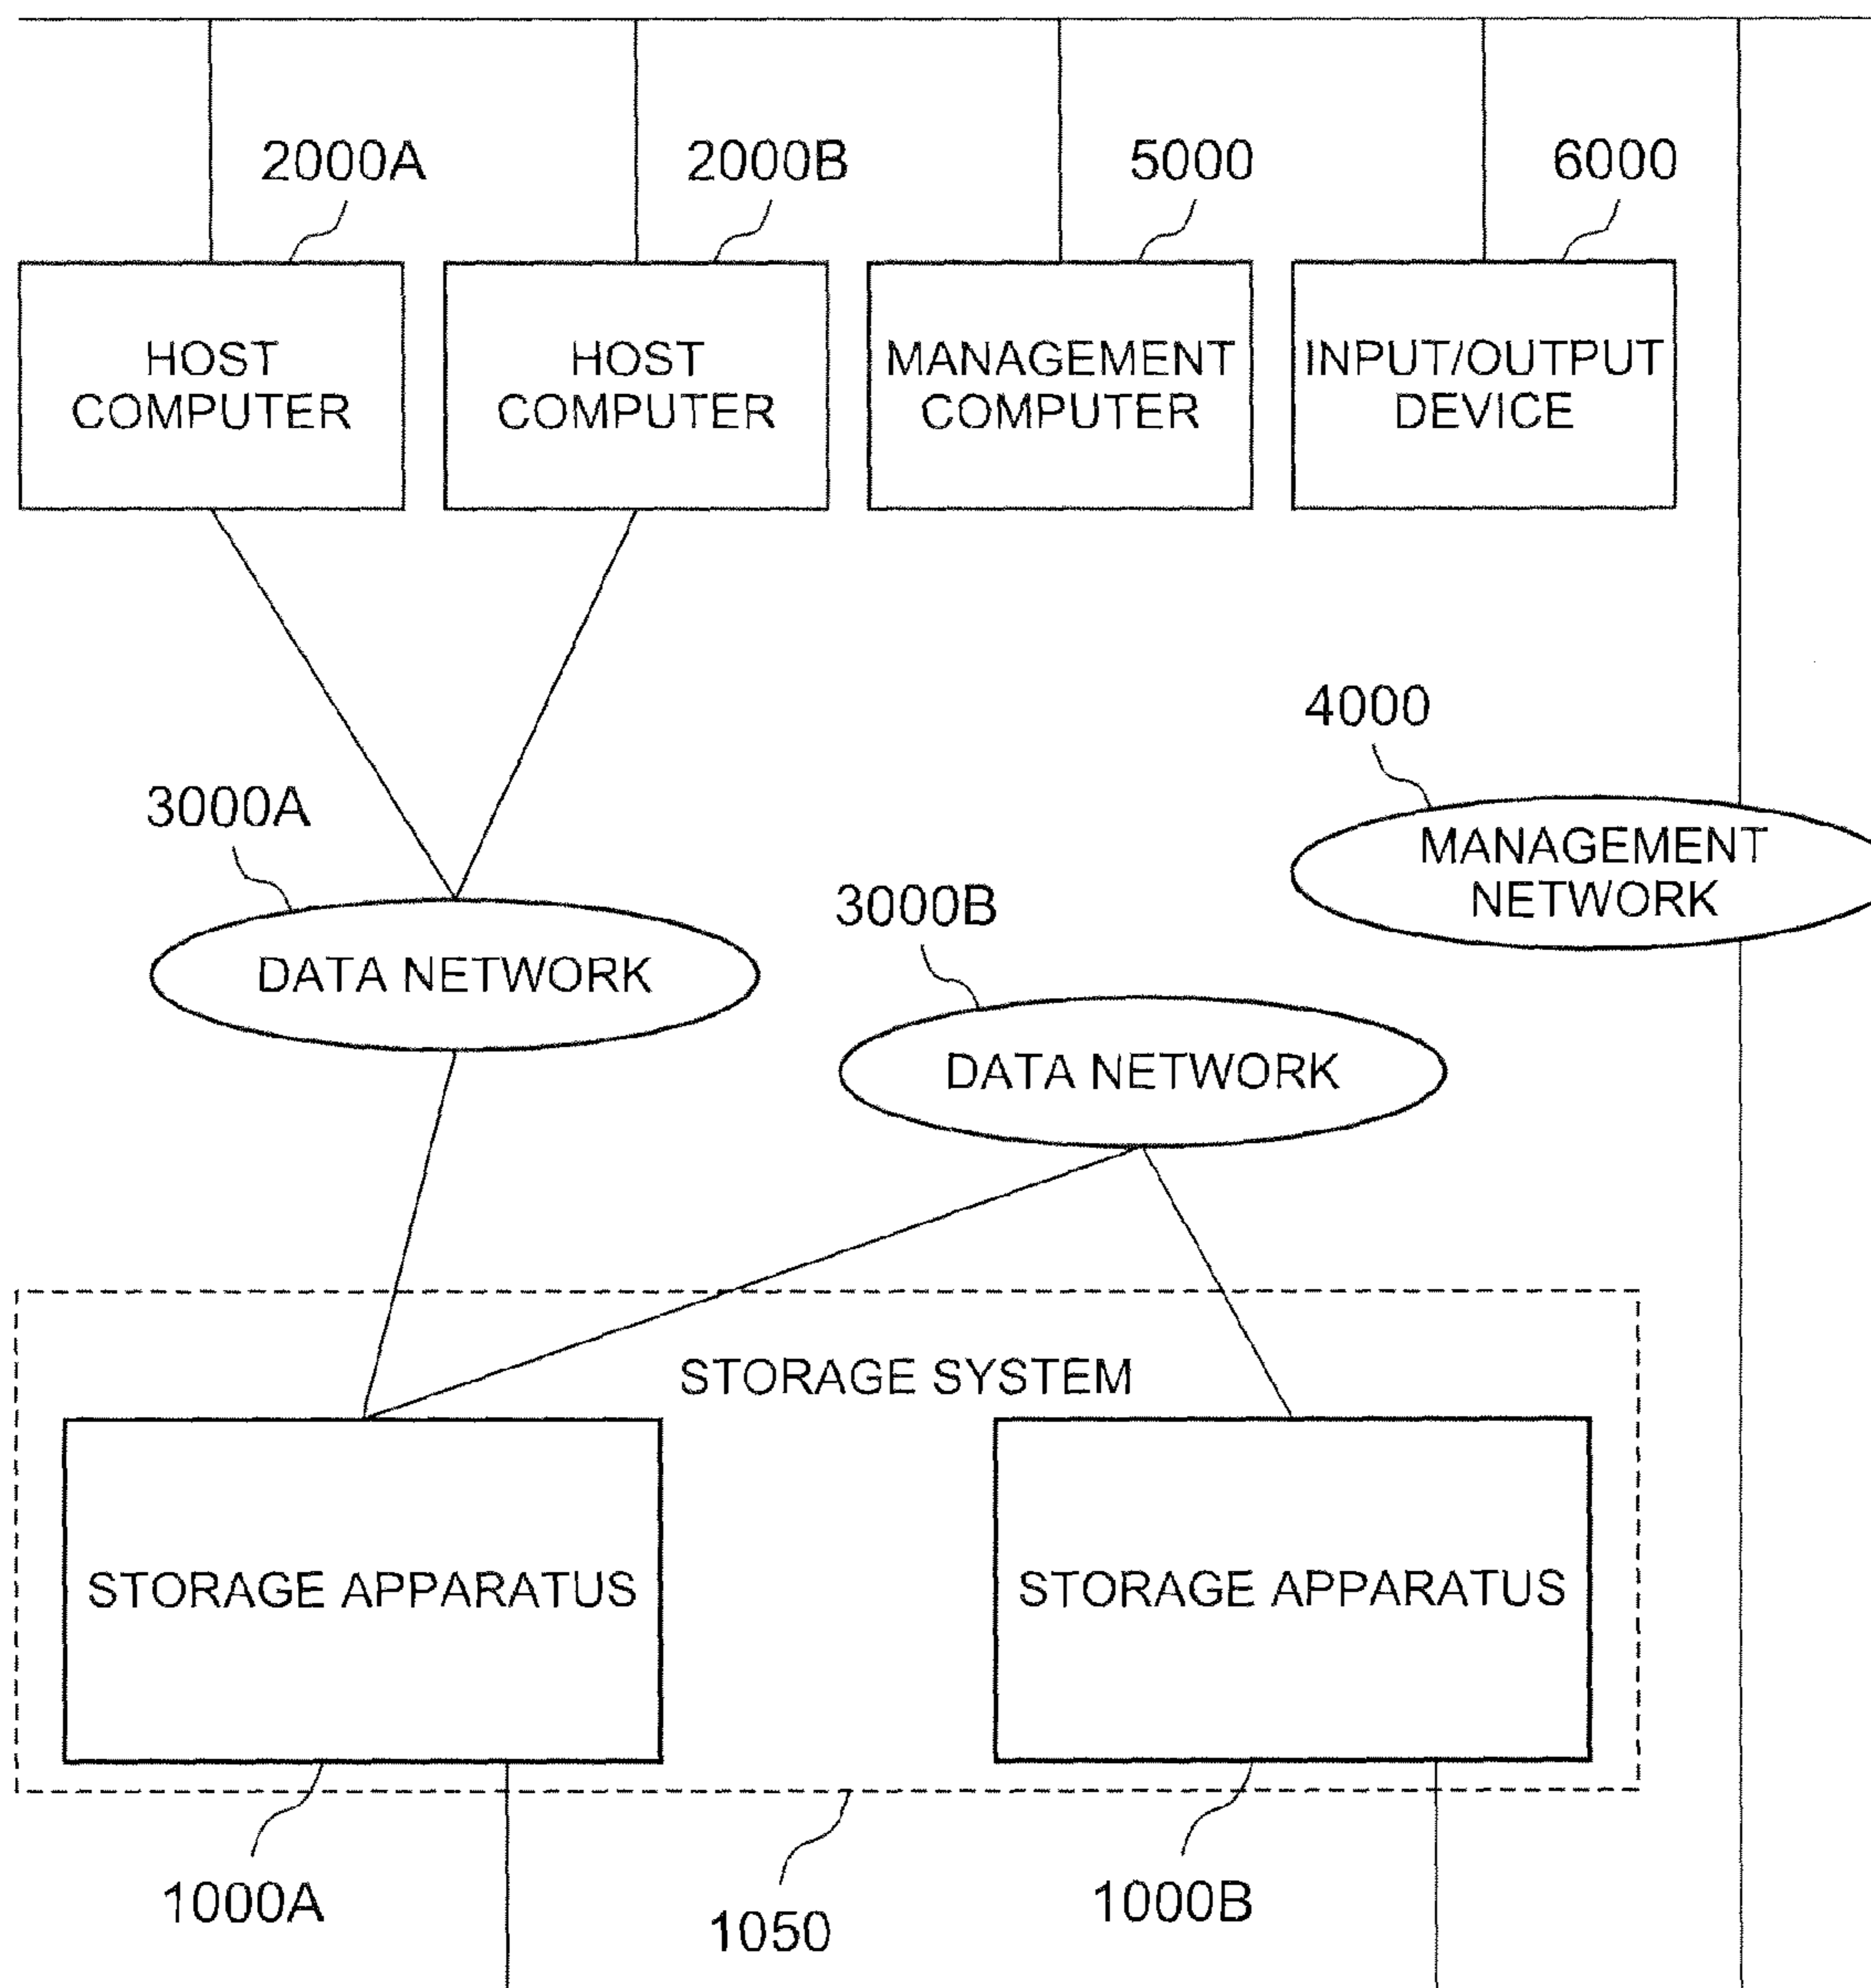 2000A
2000B
5000
6000
HOST
COMPUTER
HOST
COMPUTER
MANAGEMENT
COMPUTER
INPUT/OUTPUT
DEVICE
4000
MANAGEMENT
NETWORK
3000A
DATA NETWORK
3000B
DATA NETWORK
STORAGE SYSTEM
STORAGE APPARATUS
STORAGE APPARATUS
1000A
1050
1000B